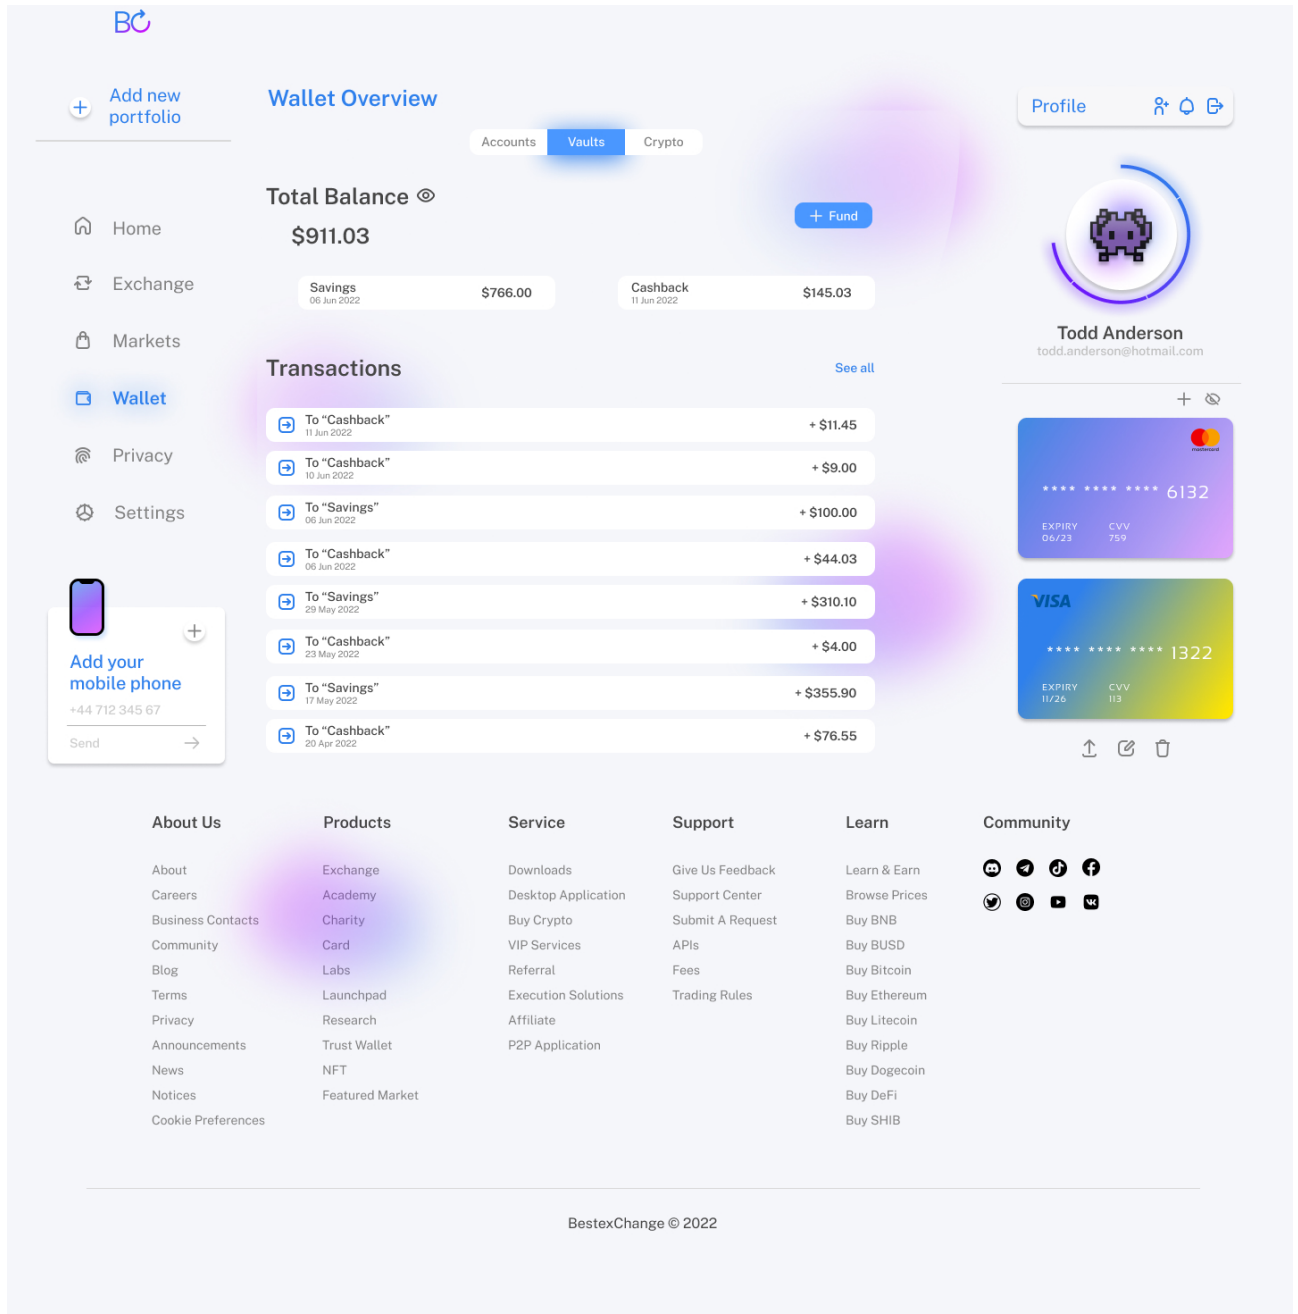 BC
Add new
portfolio
Home
Exchange
Markets
Wallet
Privacy
Settings
Add your
mobile phone
+44 712 345 67
Send
Wallet Overview
Accounts
Vaults
Crypto
Total Balance
$911.03
+ Fund
Savings
06 Jun 2022
$766.00
Cashback
11 Jun 2022
$145.03
Transactions
See all
To “Cashback”
11 Jun 2022
+ $11.45
To “Cashback”
10 Jun 2022
+ $9.00
To “Savings”
06 Jun 2022
+ $100.00
To “Cashback”
06 Jun 2022
+ $44.03
To “Savings”
29 May 2022
+ $310.10
To “Cashback”
23 May 2022
+ $4.00
To “Savings”
17 May 2022
+ $355.90
To “Cashback”
20 Apr 2022
+ $76.55
Profile
Todd Anderson
todd.anderson@hotmail.com
mastercard
**** **** **** 6132
EXPIRY
06/23
CVV
759
VISA
**** **** **** 1322
EXPIRY
11/26
CVV
113
About Us
About
Careers
Business Contacts
Community
Blog
Terms
Privacy
Announcements
News
Notices
Cookie Preferences
Products
Exchange
Academy
Charity
Card
Labs
Launchpad
Research
Trust Wallet
NFT
Featured Market
Service
Downloads
Desktop Application
Buy Crypto
VIP Services
Referral
Execution Solutions
Affiliate
P2P Application
Support
Give Us Feedback
Support Center
Submit A Request
APIs
Fees
Trading Rules
Learn
Learn & Earn
Browse Prices
Buy BNB
Buy BUSD
Buy Bitcoin
Buy Ethereum
Buy Litecoin
Buy Ripple
Buy Dogecoin
Buy DeFi
Buy SHIB
Community
BestexChange © 2022